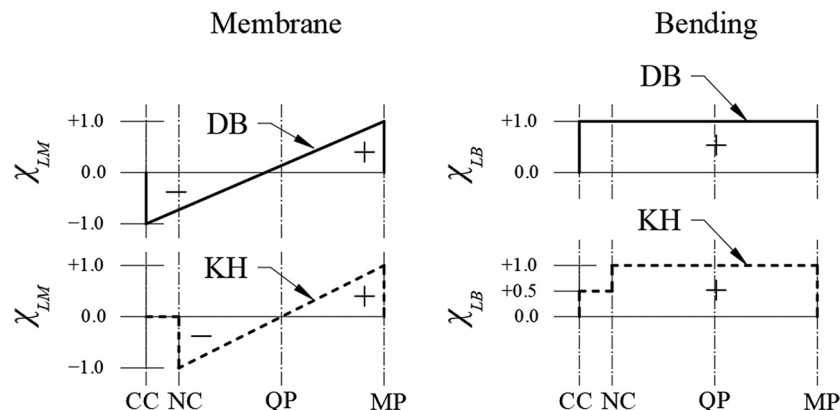 Membrane
Bending
DB
+1.0
0.0
−1.0
χLM
+
−
DB
+1.0
0.0
χLB
+
KH
+1.0
0.0
−1.0
χLM
+
−
KH
+1.0
+0.5
0.0
χLB
+
CC NC QP MP
CC NC QP MP